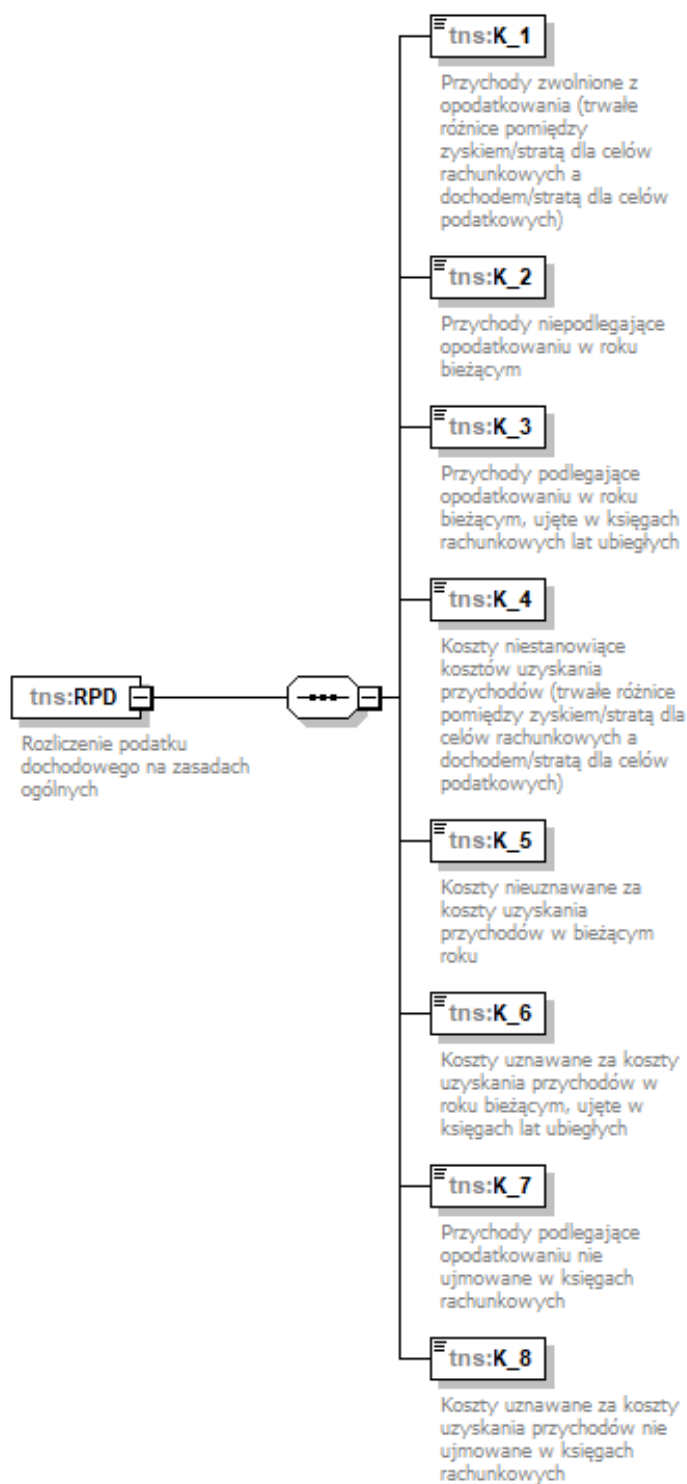 tns:K_1
Przychody zwolnione z
opodatkowania (trwałe
różnice pomiędzy
zyskiem/stratą dla celów
rachunkowych a
dochodem/stratą dla celów
podatkowych)
tns:K_2
Przychody niepodlegające
opodatkowaniu w roku
bieżącym
tns:K_3
Przychody podlegające
opodatkowaniu w roku
bieżącym, ujęte w księgach
rachunkowych lat ubiegłych
tns:K_4
Koszty niestanowiące
kosztów uzyskania
przychodów (trwałe różnice
pomiędzy zyskiem/stratą dla
celów rachunkowych a
dochodem/stratą dla celów
podatkowych)
tns:RPD
Rozliczenie podatku
dochodowego na zasadach
ogólnych
tns:K_5
Koszty nieuznawane za
koszty uzyskania
przychodów w bieżącym
roku
tns:K_6
Koszty uznawane za koszty
uzyskania przychodów w
roku bieżącym, ujęte w
księgach lat ubiegłych
tns:K_7
Przychody podlegające
opodatkowaniu nie
ujmowane w księgach
rachunkowych
tns:K_8
Koszty uznawane za koszty
uzyskania przychodów nie
ujmowane w księgach
rachunkowych